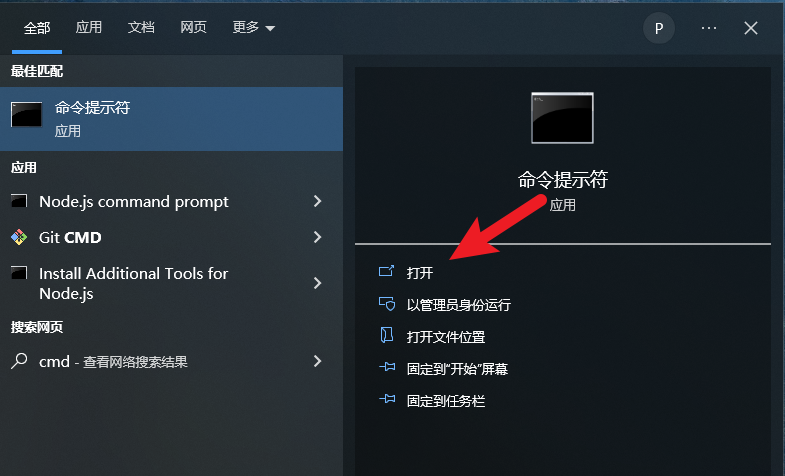 全部 应用 文档 网页 更多 P ···
最佳匹配
命令提示符
应用
应用
Node.js command prompt
Git CMD
Install Additional Tools for
Node.js
搜索网页
cmd - 查看网络搜索结果
命令提示符
应用
打开
以管理员身份运行
打开文件位置
固定到"开始"屏幕
固定到任务栏